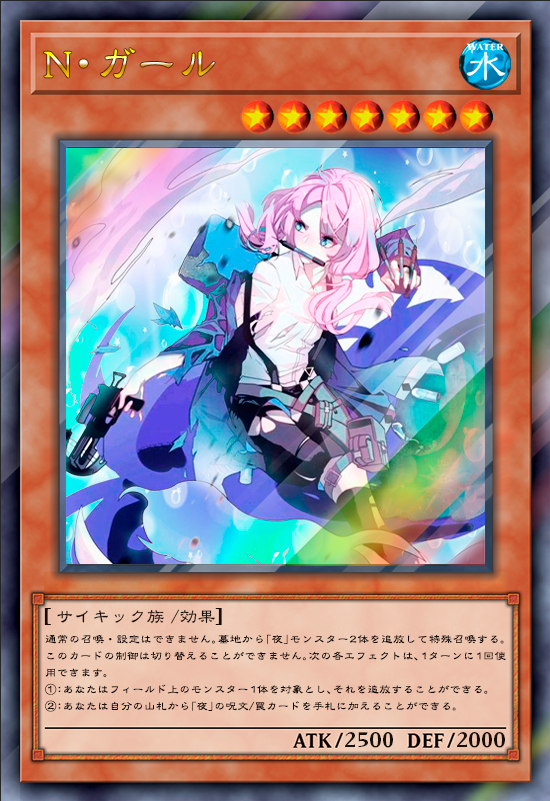 N・ガール
WATER
水
[サイキック族/効果]
通常の召喚・設定はできません。墓地から「夜」モンスター2体を追放して特殊召喚する。
このカードの制御は切り替えることができません。次の各エフェクトは、1ターンに1回使
用できます。
①：あなたはフィールド上のモンスター1体を対象とし、それを追放することができる。
②：あなたは自分の山札から「夜」の呪文/罠カードを手札に加えることができる。
ATK/2500 DEF/2000